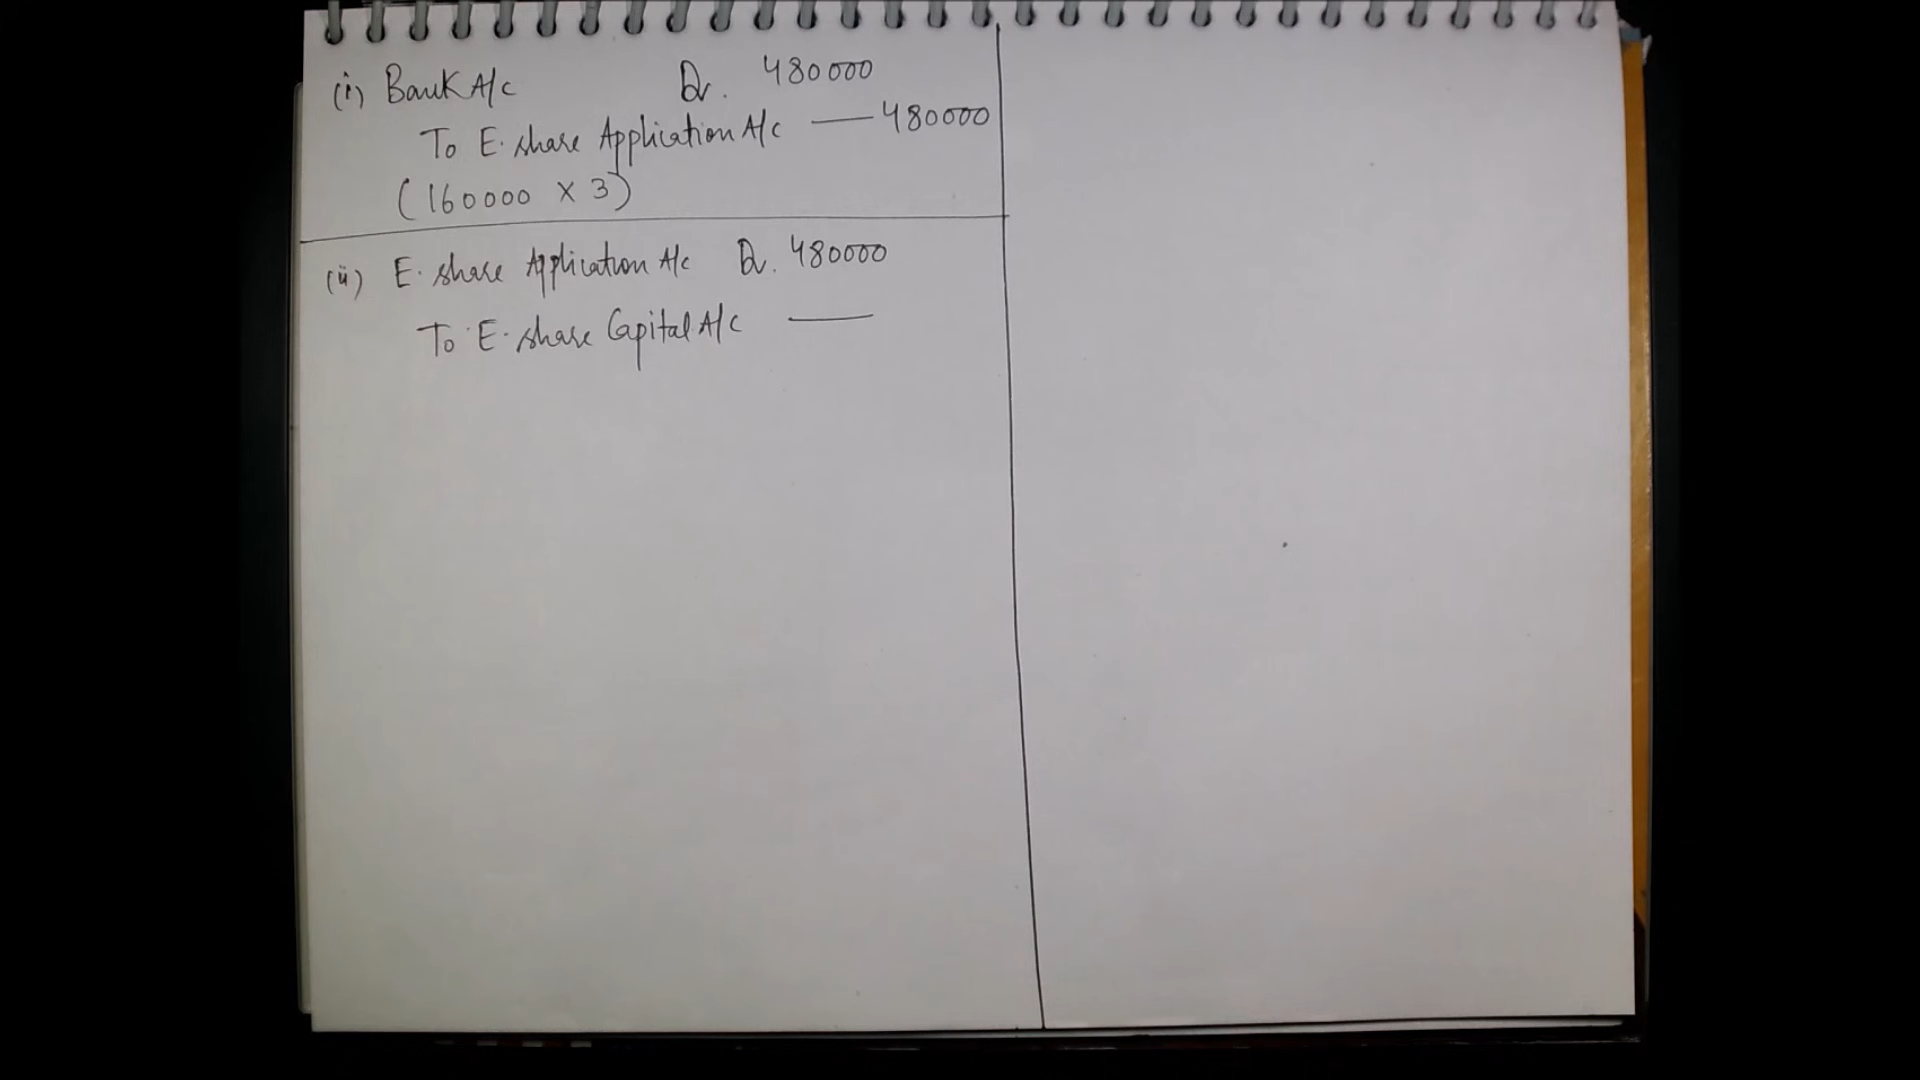 (i) Bank A/c Dr. 480000
To E. share Application A/c — 480000
(160000 × 3)
(ii) E. share Application A/c Dr. 480000
To E. share Capital A/c —